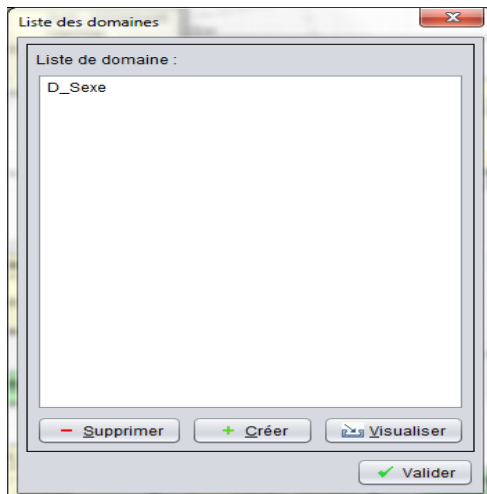 Liste des domaines
Liste de domaine :
D_Sexe
Supprimer Créer Visualiser
Valider